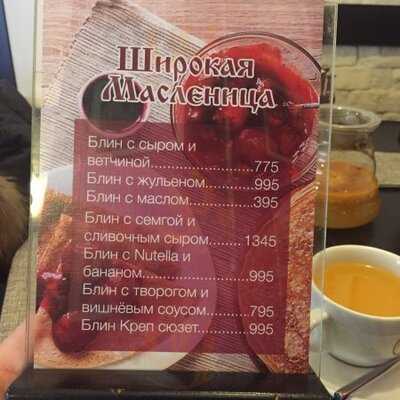 Широкая
Масленица
Блин с сыром и
ветчиной................775
Блин с жульеном.........995
Блин с маслом...........395
Блин с семгой и
сливочным сыром.......1345
Блин с Nutella и
бананом.................995
Блин с творогом и
вишнёвым соусом.......795
Блин Креп сюзет..........995